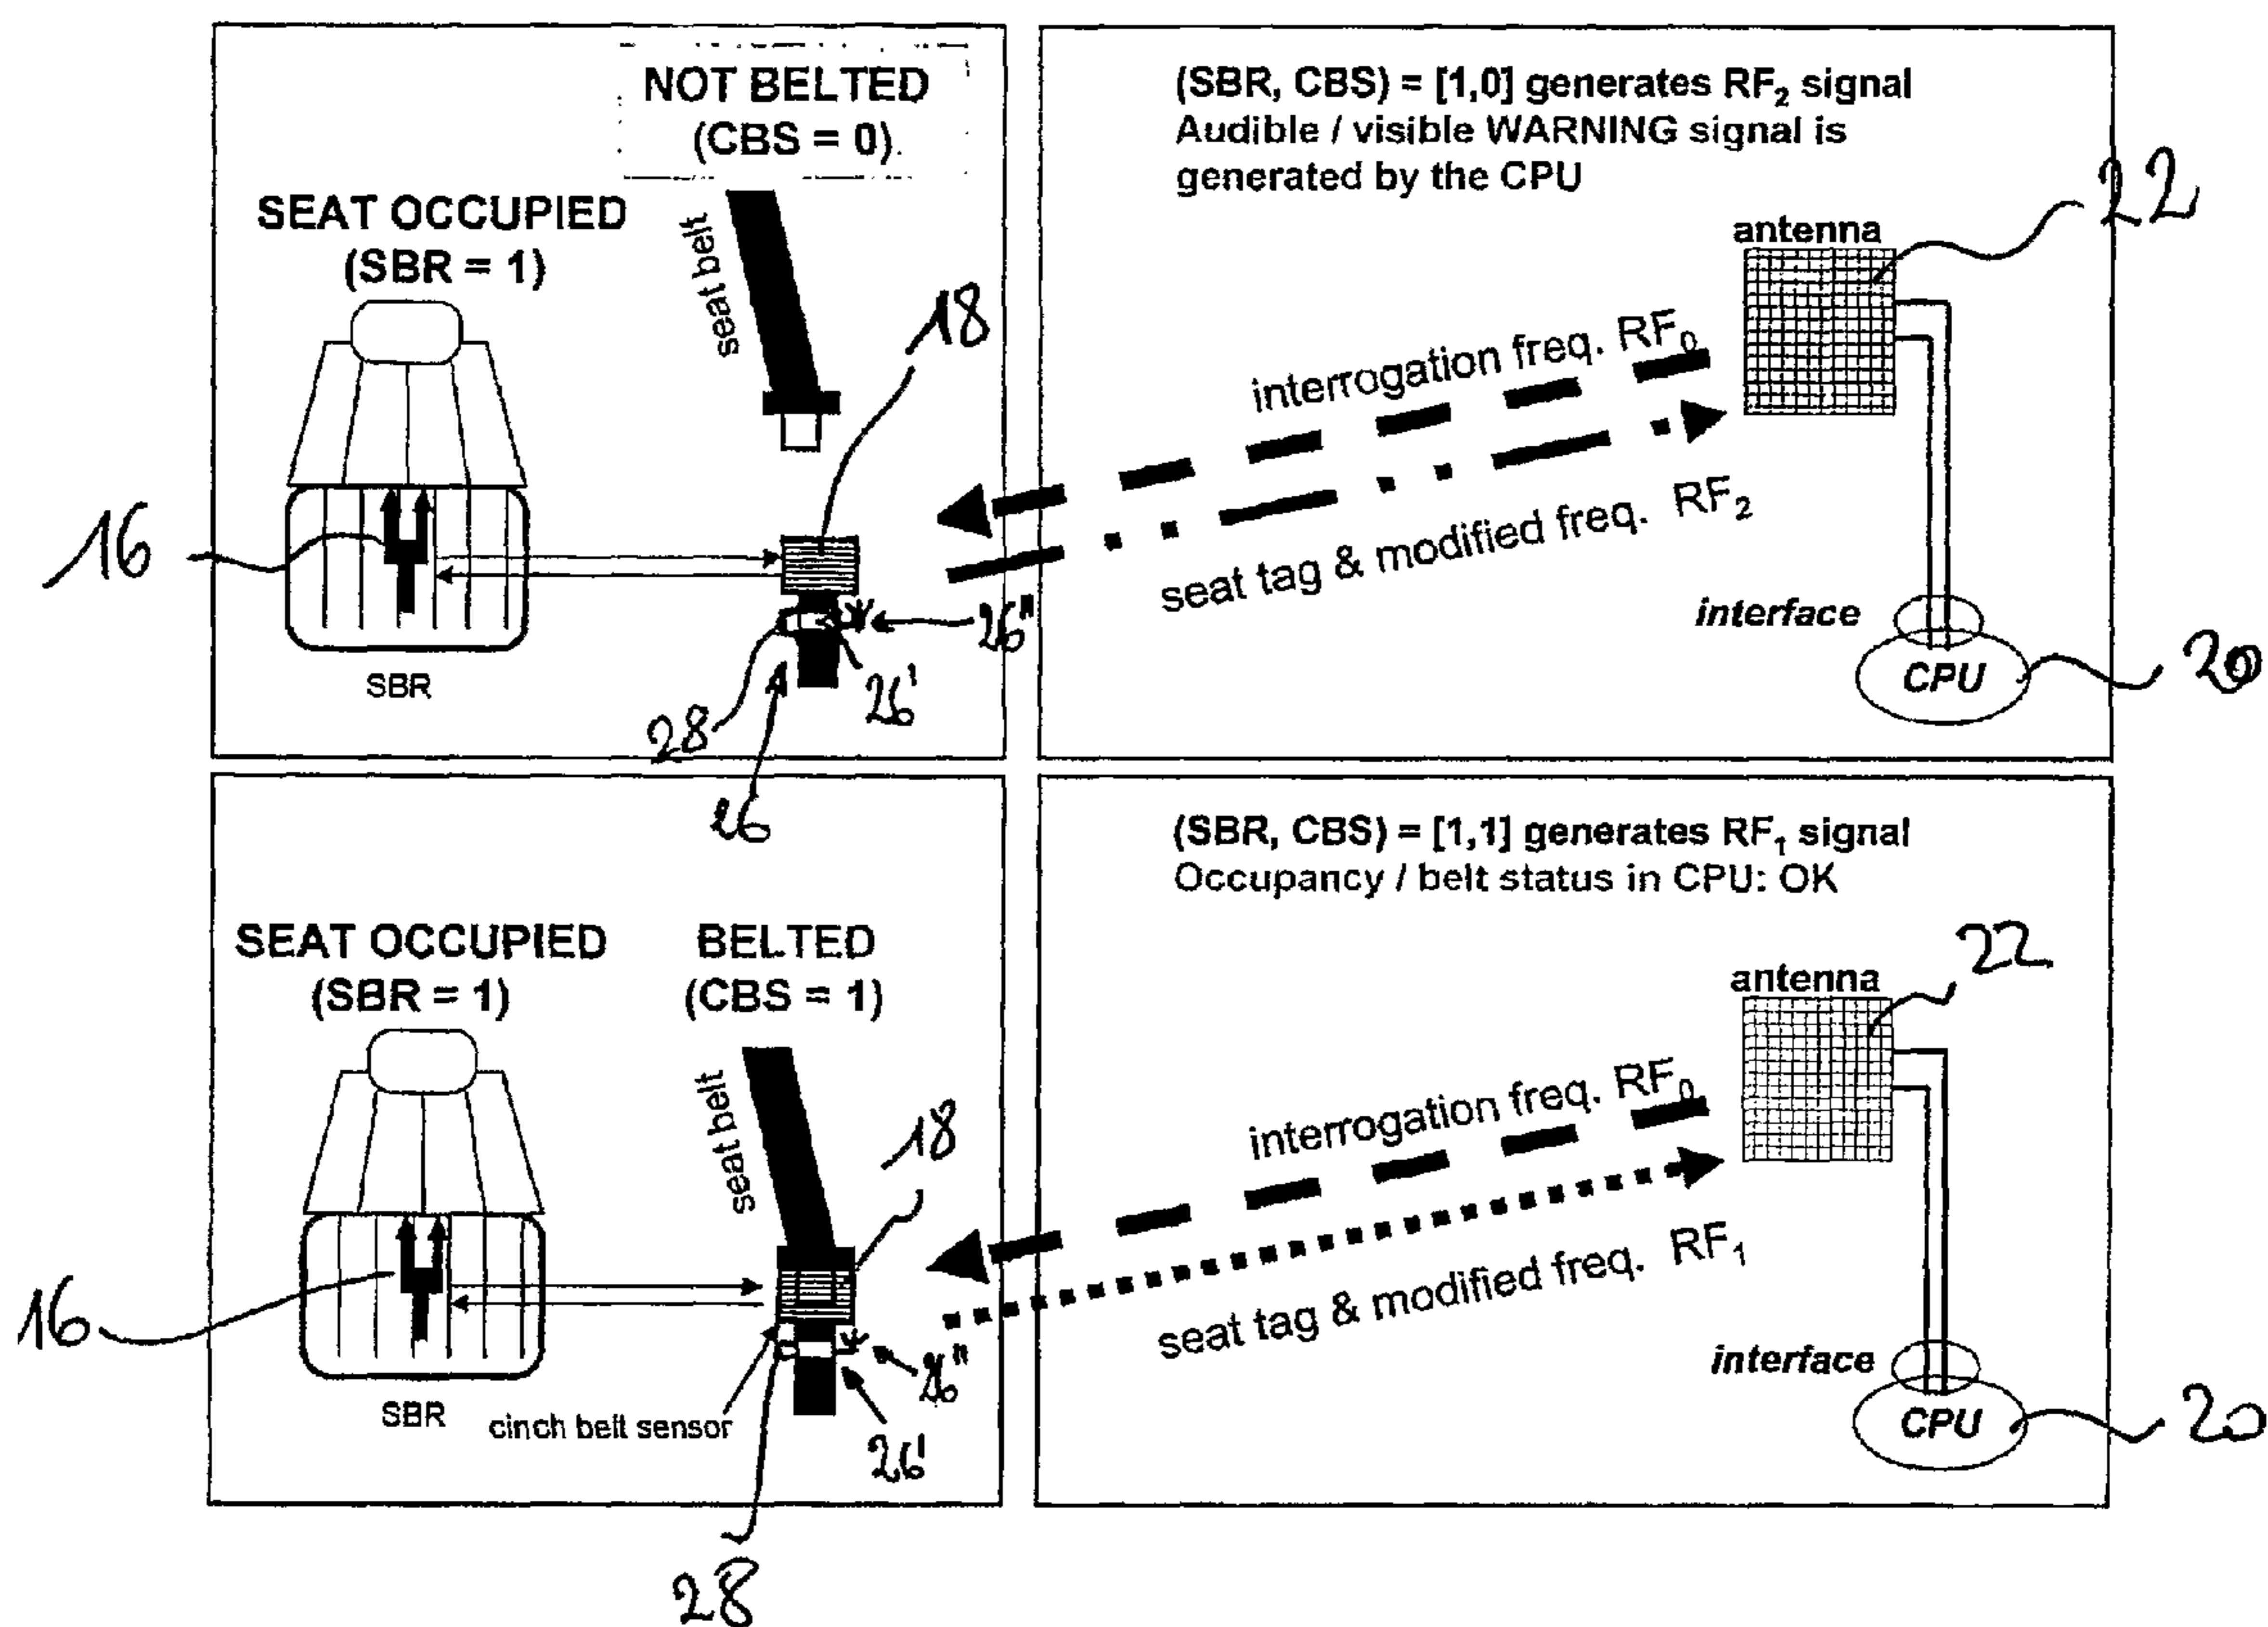 NOT BELTED
(CBS = 0)
SEAT OCCUPIED
(SBR = 1)
seat belt
18
16
SBR
28
26
26'
26"
(SBR, CBS) = [1,0] generates RF₂ signal
Audible / visible WARNING signal is
generated by the CPU
22
antenna
interrogation freq. RF₀
seat tag & modified freq. RF₂
interface
CPU
20
SEAT OCCUPIED
(SBR = 1)
BELTED
(CBS = 1)
seat belt
18
16
SBR
cinch belt sensor
26"
26'
28
(SBR, CBS) = [1,1] generates RF₁ signal
Occupancy / belt status in CPU: OK
22
antenna
interrogation freq. RF₀
seat tag & modified freq. RF₁
interface
CPU
20